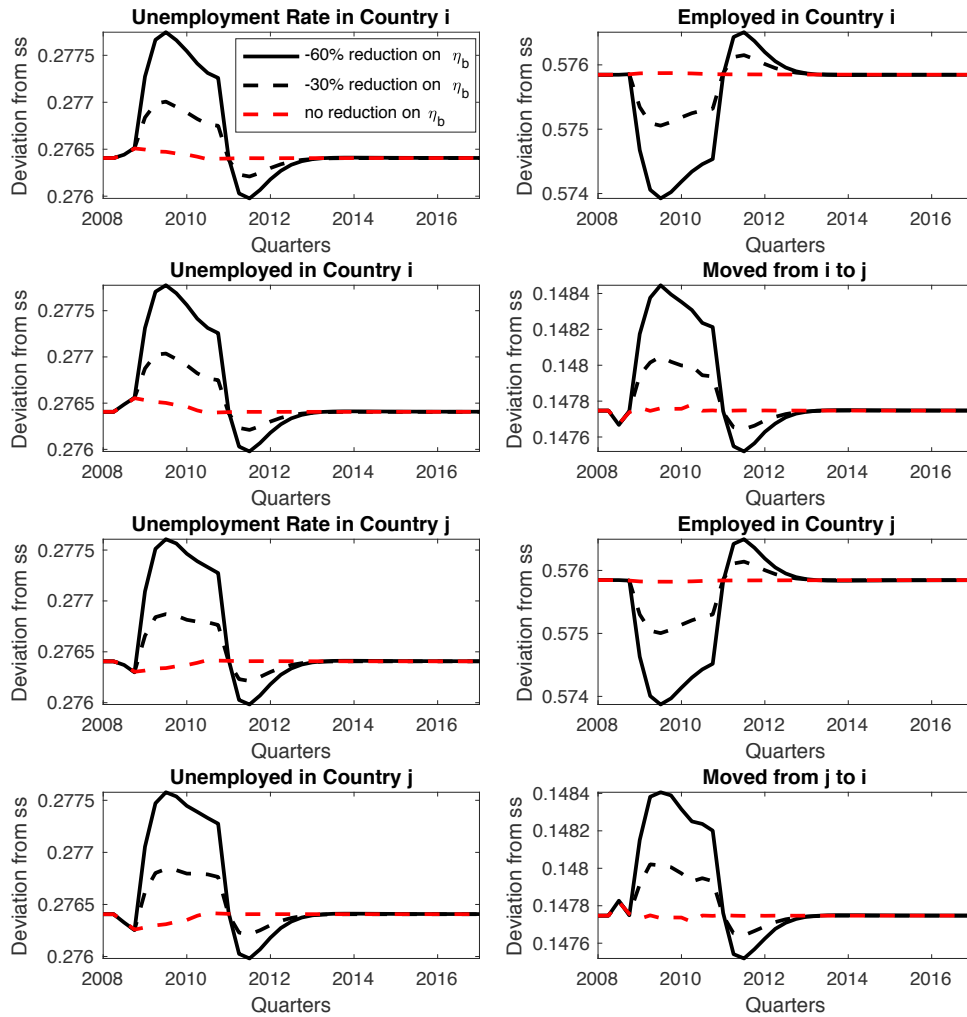 Unemployment Rate in Country i
Deviation from ss
0.2775
0.277
0.2765
0.276
-60% reduction on η_b
-30% reduction on η_b
no reduction on η_b
2008 2010 2012 2014 2016
Quarters
Employed in Country i
Deviation from ss
0.576
0.575
0.574
2008 2010 2012 2014 2016
Quarters
Unemployed in Country i
Deviation from ss
0.2775
0.277
0.2765
0.276
2008 2010 2012 2014 2016
Quarters
Moved from i to j
Deviation from ss
0.1484
0.1482
0.148
0.1478
0.1476
2008 2010 2012 2014 2016
Quarters
Unemployment Rate in Country j
Deviation from ss
0.2775
0.277
0.2765
0.276
2008 2010 2012 2014 2016
Quarters
Employed in Country j
Deviation from ss
0.576
0.575
0.574
2008 2010 2012 2014 2016
Quarters
Unemployed in Country j
Deviation from ss
0.2775
0.277
0.2765
0.276
2008 2010 2012 2014 2016
Quarters
Moved from j to i
Deviation from ss
0.1484
0.1482
0.148
0.1478
0.1476
2008 2010 2012 2014 2016
Quarters